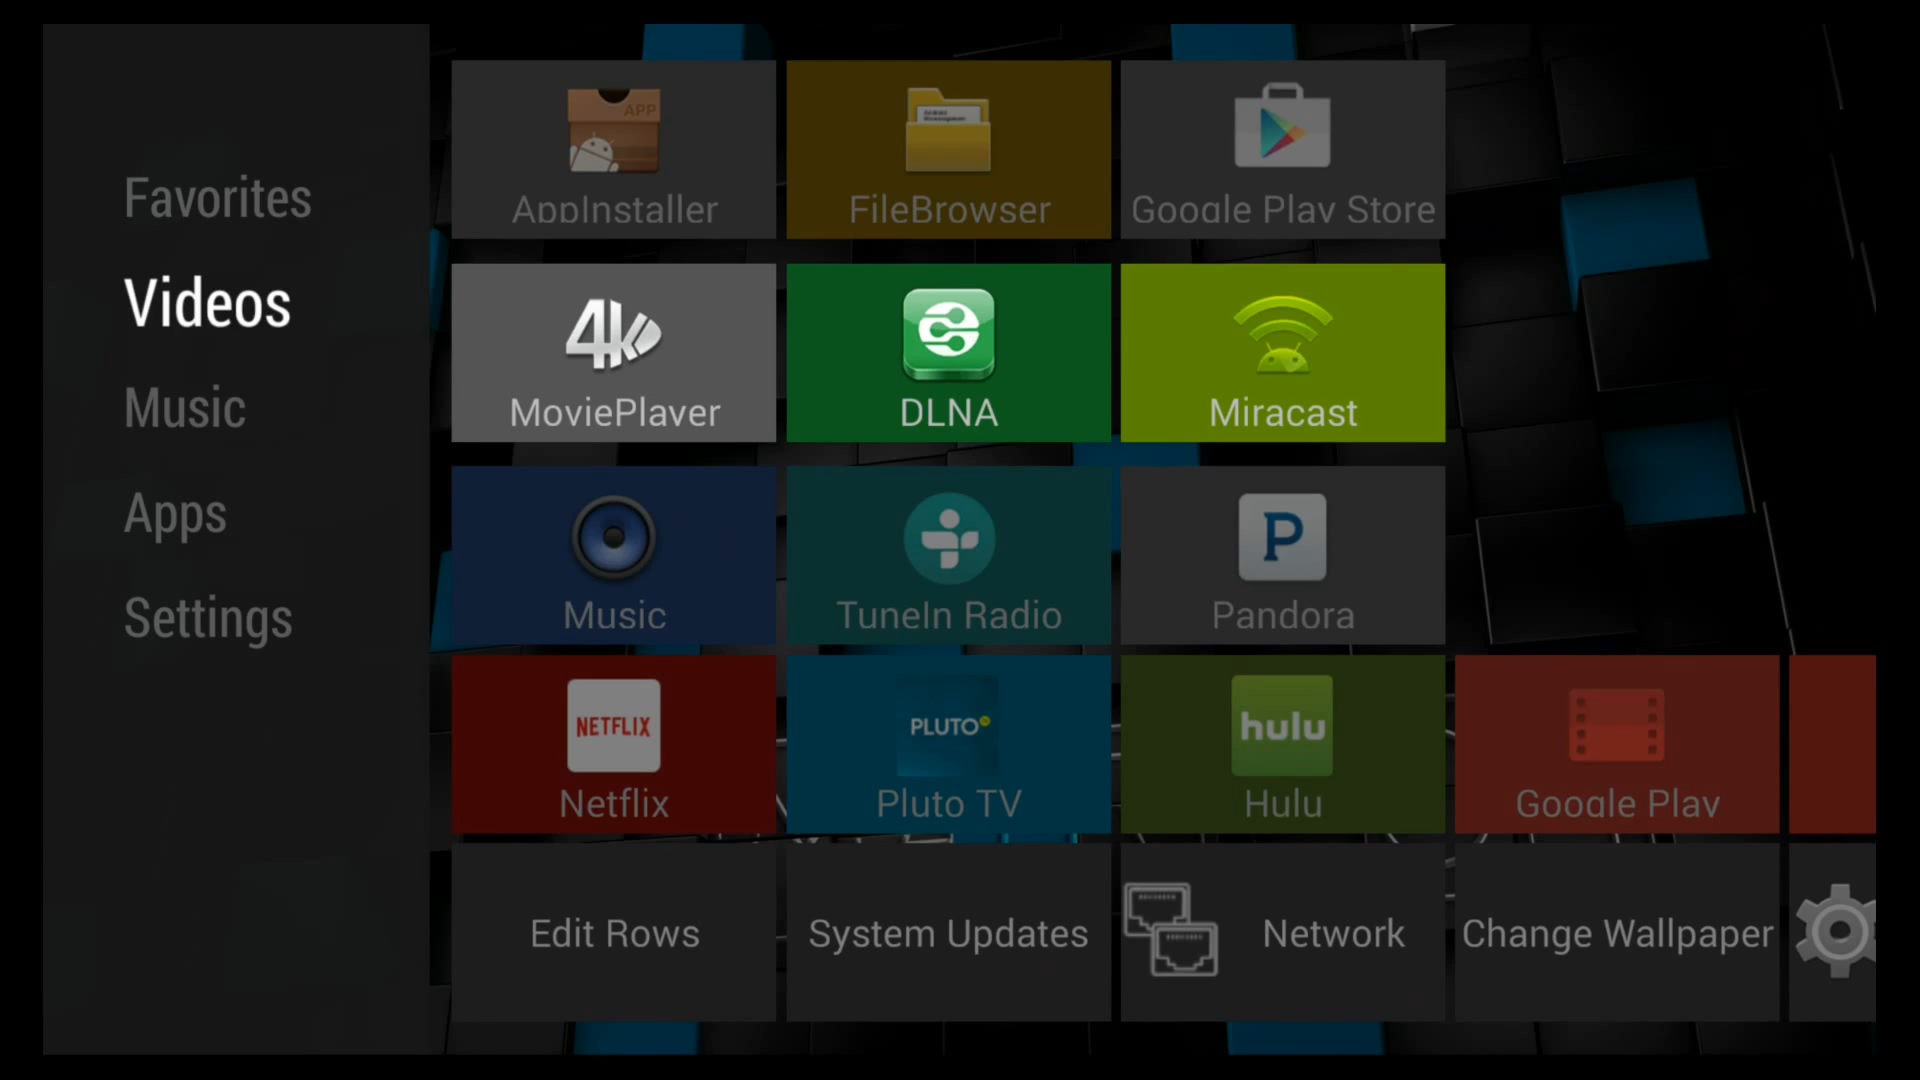 Favorites
Videos
Music
Apps
Settings
APP
AppInstaller
FileBrowser
Google Play Store
4K
MoviePlayer
DLNA
Miracast
Music
TuneIn Radio
P
Pandora
NETFLIX
Netflix
PLUTO
Pluto TV
hulu
Hulu
Google Play
Edit Rows
System Updates
Network
Change Wallpaper